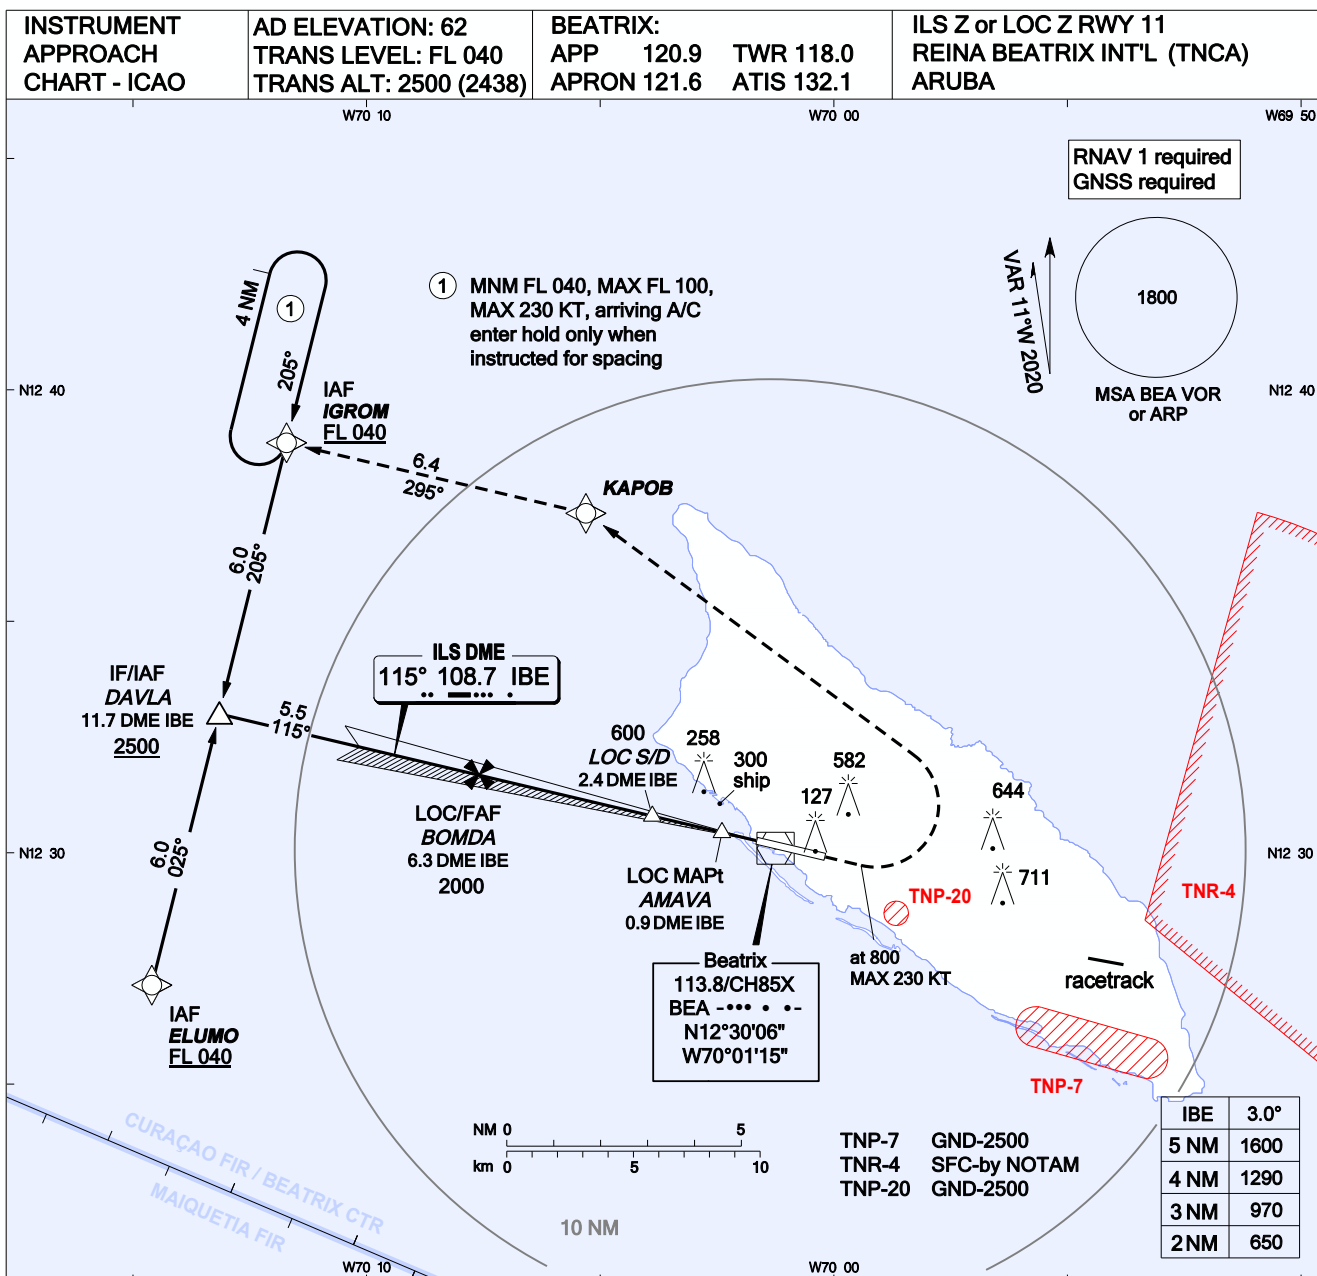 INSTRUMENT
APPROACH
CHART - ICAO
AD ELEVATION: 62
TRANS LEVEL: FL 040
TRANS ALT: 2500 (2438)
BEATRIX:
APP 120.9 TWR 118.0
APRON 121.6 ATIS 132.1
ILS Z or LOC Z RWY 11
REINA BEATRIX INT'L (TNCA)
ARUBA
W70 10
W70 00
W69 50
RNAV 1 required
GNSS required
VAR 11°W 2020
1800
MSA BEA VOR
or ARP
1
MNM FL 040, MAX FL 100,
MAX 230 KT, arriving A/C
enter hold only when
instructed for spacing
4 NM
1
205°
N12 40
N12 40
IAF
IGROM
FL 040
6.4
295°
KAPOB
6.0
205°
ILS DME
115° 108.7 IBE
IF/IAF
DAVLA
11.7 DME IBE
2500
5.5
115°
600
LOC S/D
2.4 DME IBE
258
300
ship
582
127
644
711
LOC/FAF
BOMDA
6.3 DME IBE
2000
6.0
025°
N12 30
LOC MAPt
AMAVA
0.9 DME IBE
TNP-20
TNR-4
at 800
MAX 230 KT
Beatrix
113.8/CH85X
BEA
N12°30'06"
W70°01'15"
racetrack
IAF
ELUMO
FL 040
TNP-7
CURAÇAO FIR / BEATRIX CTR
MAIQUETIA FIR
NM 0 5
km 0 5 10
10 NM
TNP-7 GND-2500
TNR-4 SFC-by NOTAM
TNP-20 GND-2500
IBE 3.0°
5 NM 1600
4 NM 1290
3 NM 970
2 NM 650
W70 10
W70 00